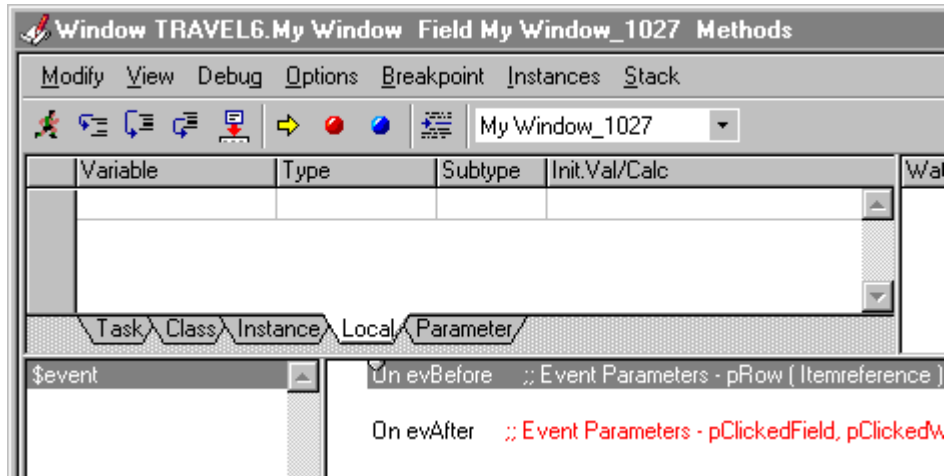 Window TRAVEL6.My Window Field My Window_1027 Methods
Modify View Debug Options Breakpoint Instances Stack
My Window_1027
Variable Type Subtype Init.Val/Calc
Task Class Instance Local Parameter
$event On evBefore ;; Event Parameters - pRow ( Itemreference )
On evAfter ;; Event Parameters - pClickedField,